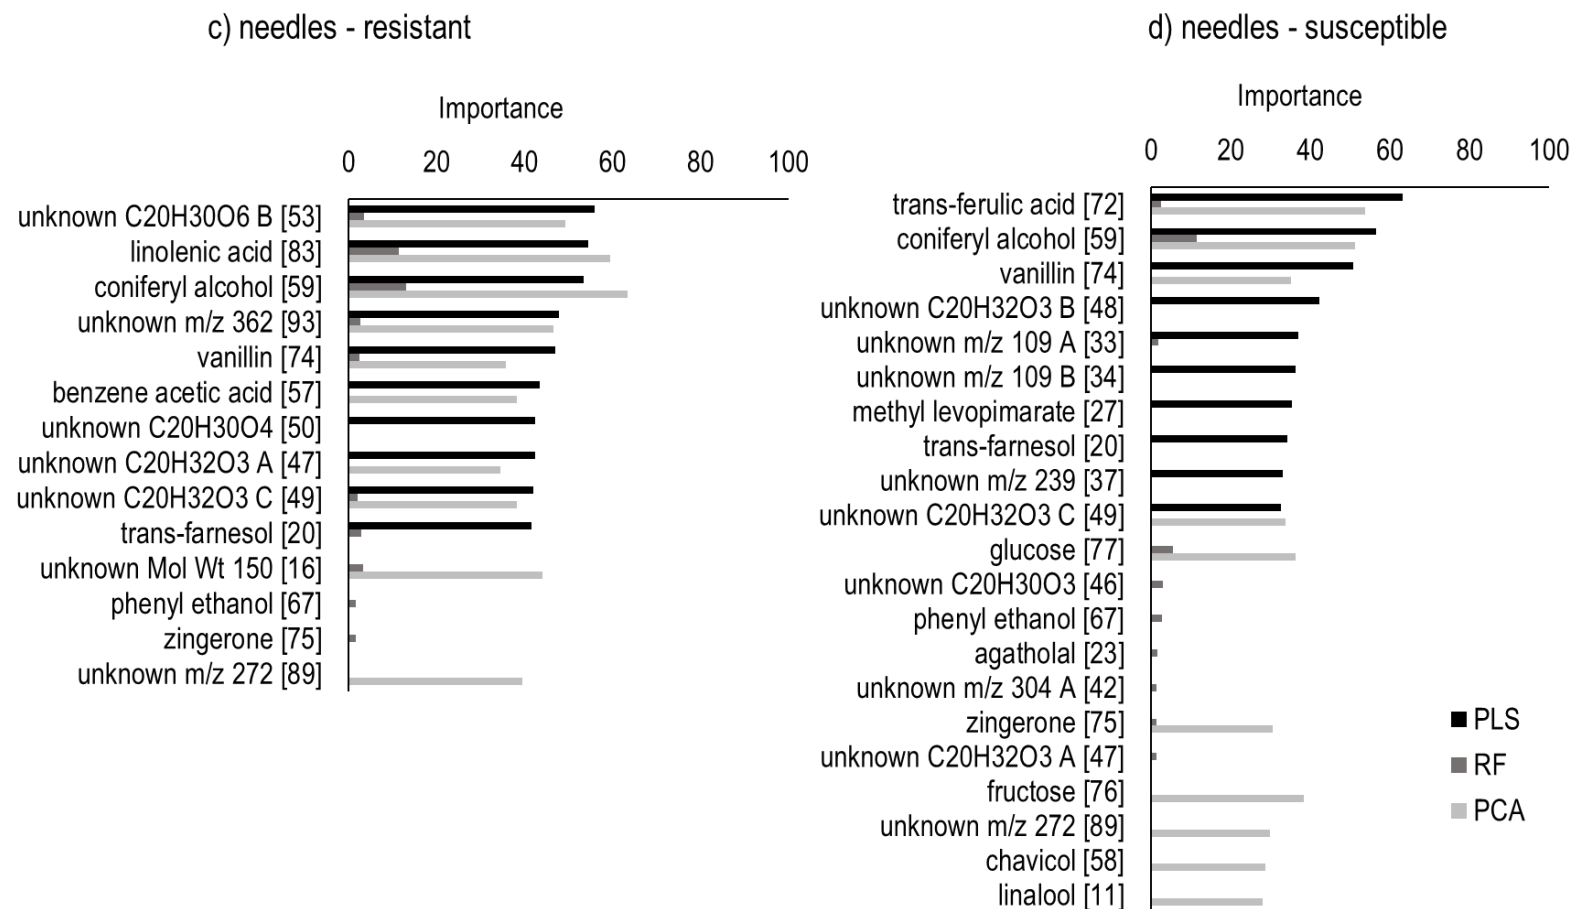 c) needles - resistant
Importance
0 20 40 60 80 100
unknown C20H30O6 B [53]
linolenic acid [83]
coniferyl alcohol [59]
unknown m/z 362 [93]
vanillin [74]
benzene acetic acid [57]
unknown C20H30O4 [50]
unknown C20H32O3 A [47]
unknown C20H32O3 C [49]
trans-farnesol [20]
unknown Mol Wt 150 [16]
phenyl ethanol [67]
zingerone [75]
unknown m/z 272 [89]
d) needles - susceptible
Importance
0 20 40 60 80 100
trans-ferulic acid [72]
coniferyl alcohol [59]
vanillin [74]
unknown C20H32O3 B [48]
unknown m/z 109 A [33]
unknown m/z 109 B [34]
methyl levopimarate [27]
trans-farnesol [20]
unknown m/z 239 [37]
unknown C20H32O3 C [49]
glucose [77]
unknown C20H30O3 [46]
phenyl ethanol [67]
agatholal [23]
unknown m/z 304 A [42]
zingerone [75]
unknown C20H32O3 A [47]
fructose [76]
unknown m/z 272 [89]
chavicol [58]
linalool [11]
PLS
RF
PCA